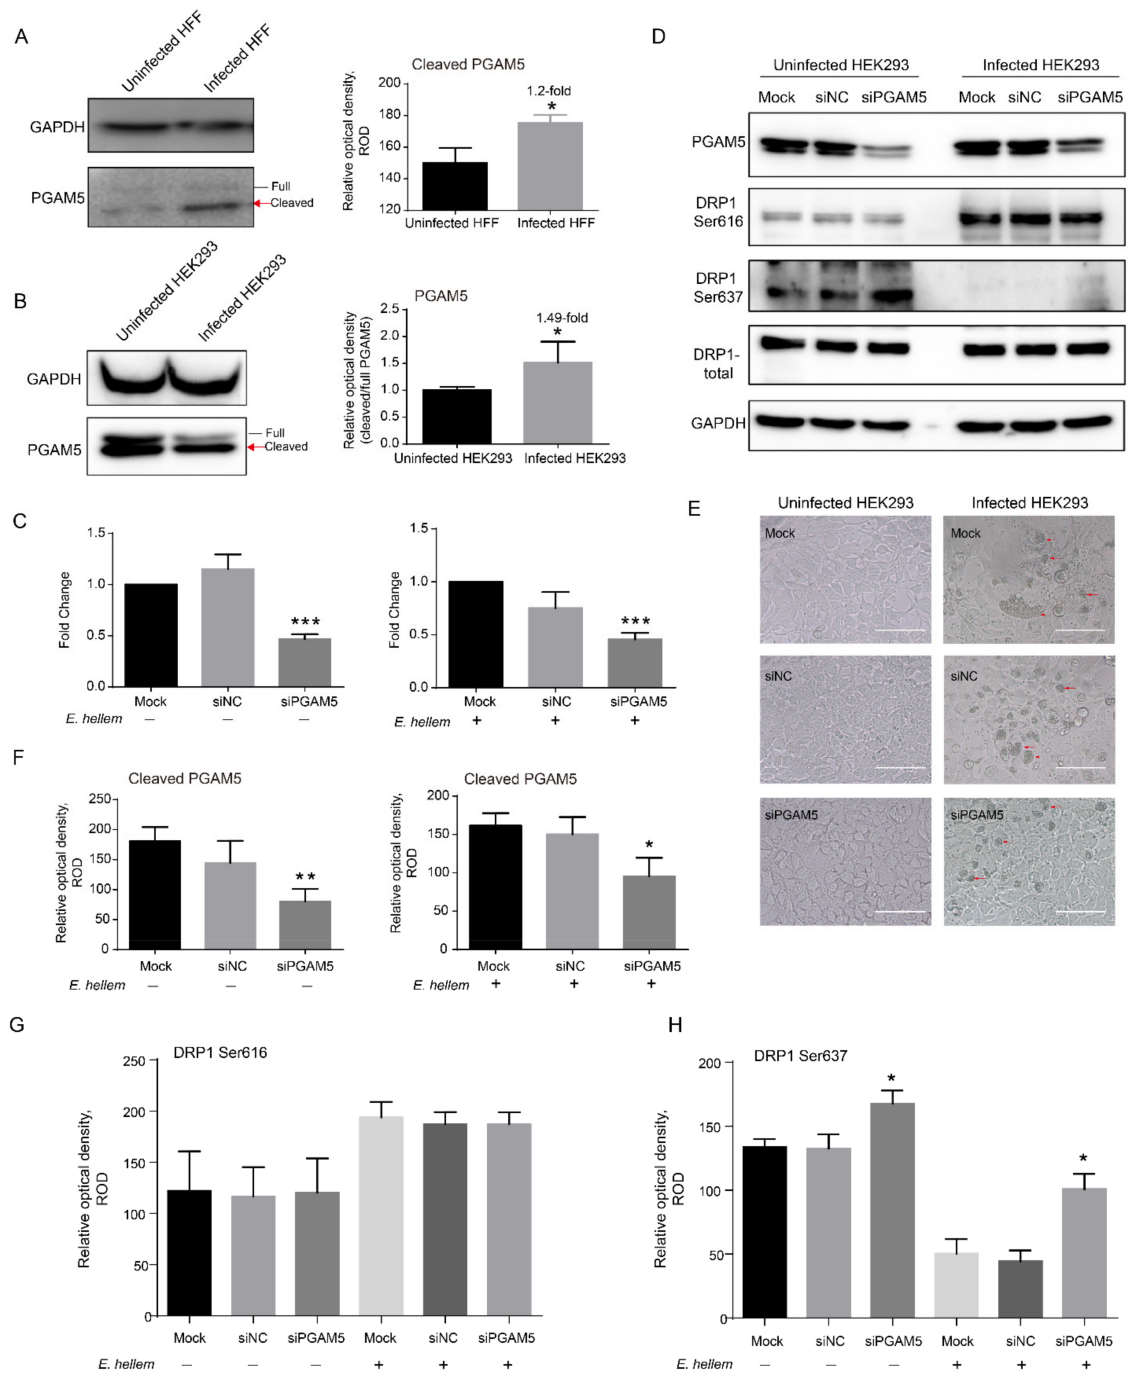 A
Uninfected HFF
Infected HFF
GAPDH
PGAM5
Full
Cleaved
Cleaved PGAM5
Relative optical density,
ROD
200
180
160
140
120
1.2-fold
*
Uninfected HFF
Infected HFF
B
Uninfected HEK293
Infected HEK293
GAPDH
PGAM5
Full
Cleaved
PGAM5
Relative optical density
(cleaved/full PGAM5)
2.5
2.0
1.5
1.0
0.5
0.0
1.49-fold
*
Uninfected HEK293
Infected HEK293
C
Fold Change
1.5
1.0
0.5
0.0
***
Mock
siNC
siPGAM5
E. hellem
— — —
Fold Change
1.5
1.0
0.5
0.0
***
Mock
siNC
siPGAM5
E. hellem
+ + +
D
Uninfected HEK293
Infected HEK293
Mock
siNC
siPGAM5
Mock
siNC
siPGAM5
PGAM5
DRP1
Ser616
DRP1
Ser637
DRP1-
total
GAPDH
E
Uninfected HEK293
Infected HEK293
Mock
Mock
siNC
siNC
siPGAM5
siPGAM5
F
Cleaved PGAM5
Relative optical density,
ROD
250
200
150
100
50
0
**
Mock
siNC
siPGAM5
E. hellem
— — —
Cleaved PGAM5
Relative optical density,
ROD
200
150
100
50
0
*
Mock
siNC
siPGAM5
E. hellem
+ + +
G
DRP1 Ser616
Relative optical density,
ROD
250
200
150
100
50
0
Mock
siNC
siPGAM5
Mock
siNC
siPGAM5
E. hellem
— — — + + +
H
DRP1 Ser637
Relative optical density,
ROD
200
150
100
50
0
*
*
Mock
siNC
siPGAM5
Mock
siNC
siPGAM5
E. hellem
— — — + + +